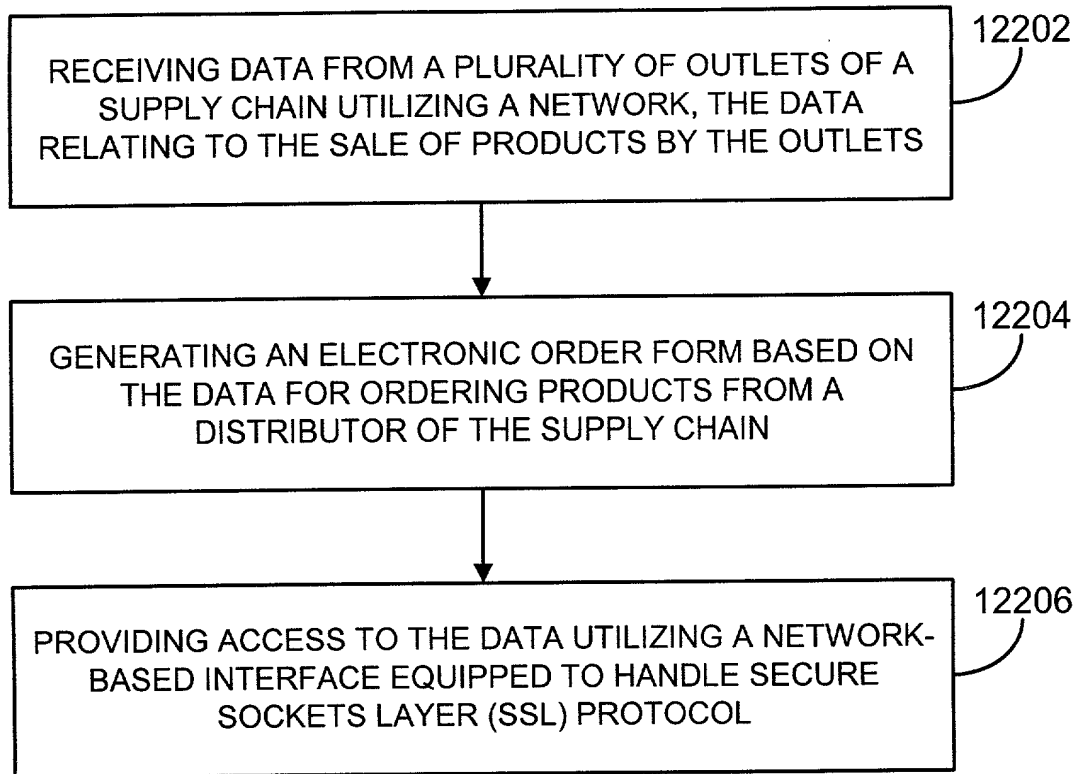 12202
RECEIVING DATA FROM A PLURALITY OF OUTLETS OF A
SUPPLY CHAIN UTILIZING A NETWORK, THE DATA
RELATING TO THE SALE OF PRODUCTS BY THE OUTLETS
12204
GENERATING AN ELECTRONIC ORDER FORM BASED ON
THE DATA FOR ORDERING PRODUCTS FROM A
DISTRIBUTOR OF THE SUPPLY CHAIN
12206
PROVIDING ACCESS TO THE DATA UTILIZING A NETWORK-
BASED INTERFACE EQUIPPED TO HANDLE SECURE
SOCKETS LAYER (SSL) PROTOCOL